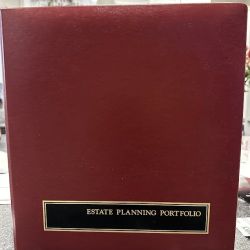 ESTATE PLANNING PORTFOLIO